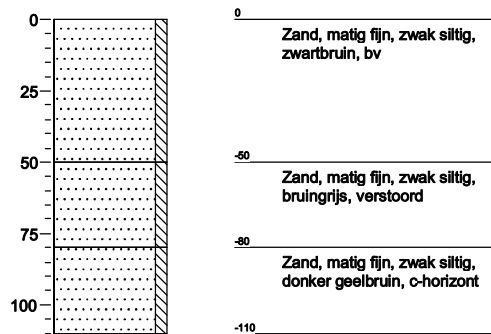 0
25
50
75
100
0
Zand, matig fijn, zwak siltig,
zwartbruin, bv
-50
Zand, matig fijn, zwak siltig,
bruingrijs, verstoord
-80
Zand, matig fijn, zwak siltig,
donker geelbruin, c-horizont
-110